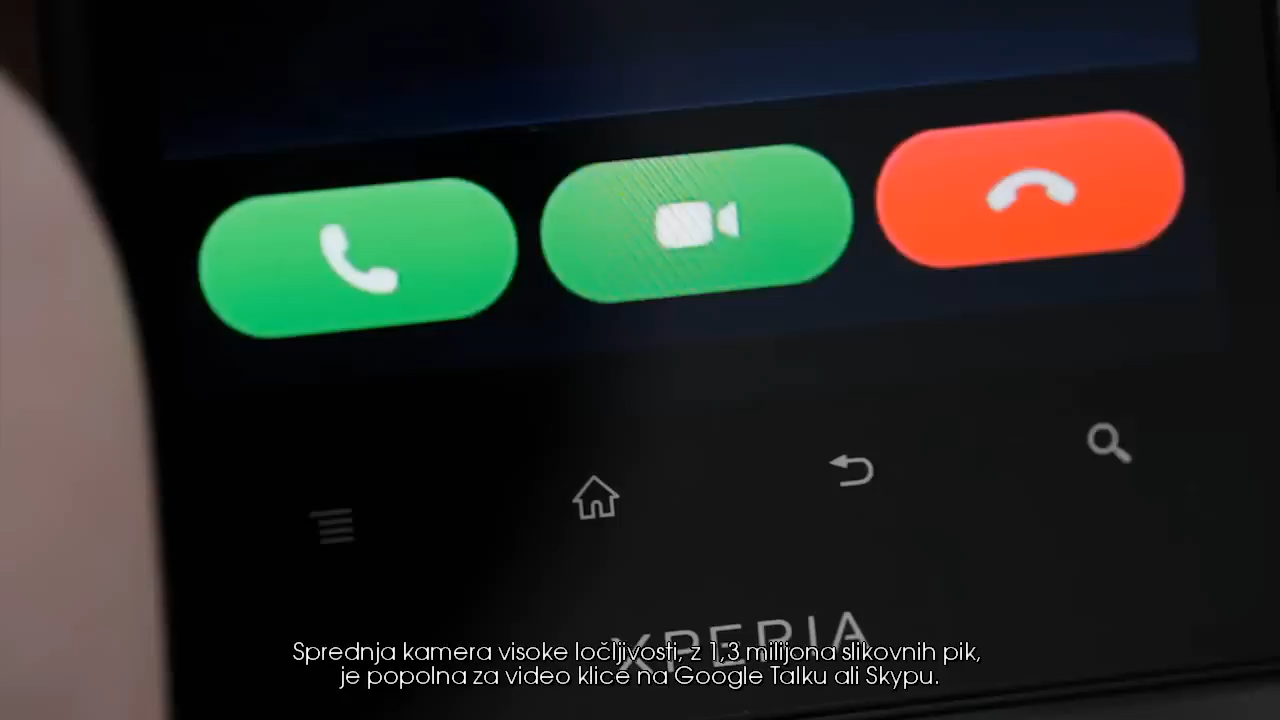 XPERIA
Sprednja kamera visoke ločljivosti, z 1,3 milijona slikovnih pik,
je popolna za video klice na Google Talku ali Skypu.